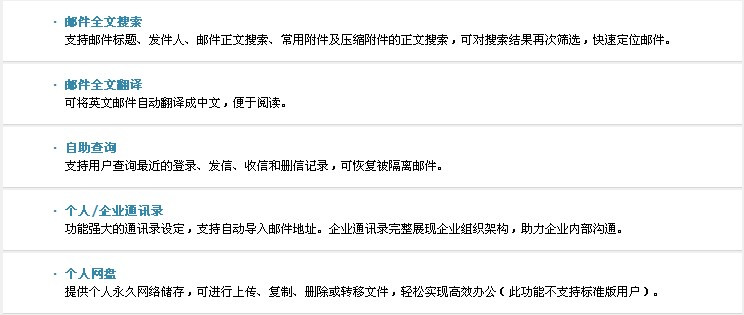 · 邮件全文搜索
支持邮件标题、发件人、邮件正文搜索、常用附件及压缩附件的正文搜索，可对搜索结果再次筛选，快速定位邮件。
· 邮件全文翻译
可将英文邮件自动翻译成中文，便于阅读。
· 自助查询
支持用户查询最近的登录、发信、收信和删信记录，可恢复被隔离邮件。
· 个人/企业通讯录
功能强大的通讯录设定，支持自动导入邮件地址。企业通讯录完整展现企业组织架构，助力企业内部沟通。
· 个人网盘
提供个人永久网络储存，可进行上传、复制、删除或转移文件，轻松实现高效办公（此功能不支持标准版用户）。